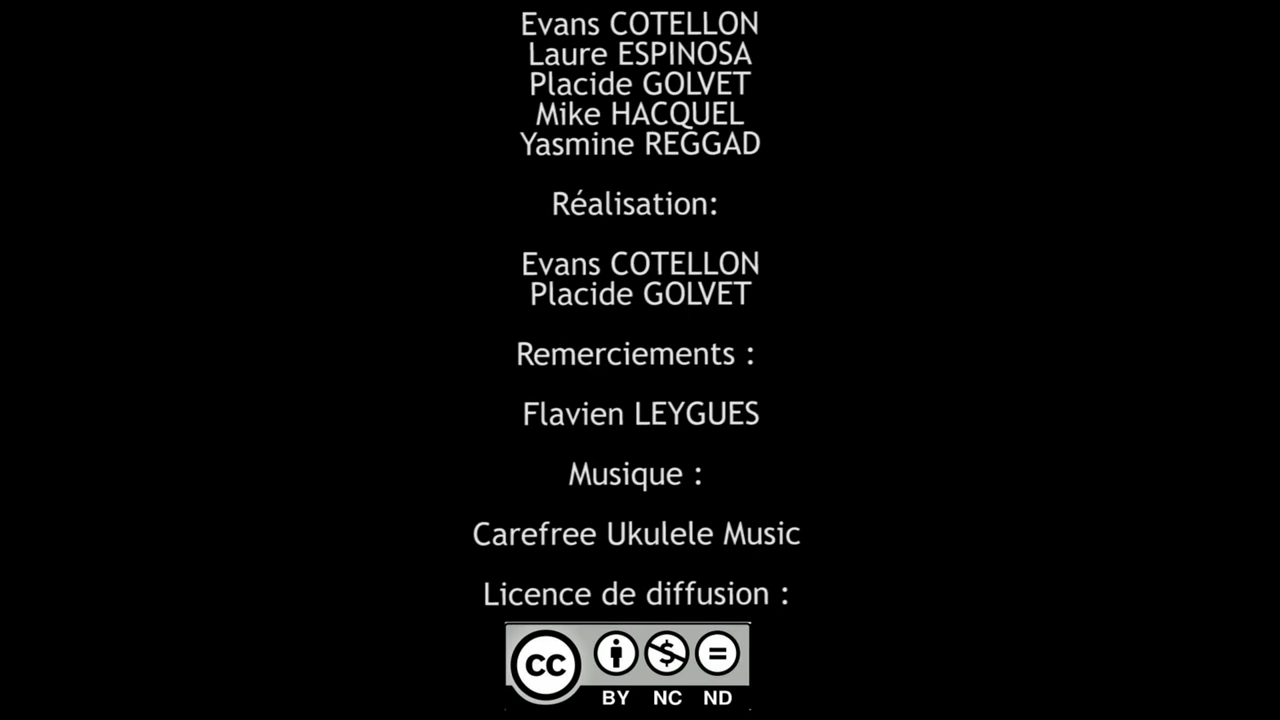 Evans COTELLON
Laure ESPINOSA
Placide GOLVET
Mike HACQUEL
Yasmine REGGAD
Réalisation:
Evans COTELLON
Placide GOLVET
Remerciements :
Flavien LEYGUES
Musique :
Carefree Ukulele Music
Licence de diffusion :
CC
BY NC ND